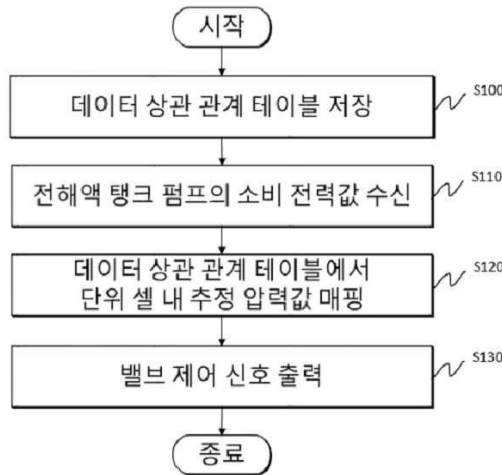 시작
데이터 상관 관계 테이블 저장
S100
전해액 탱크 펌프의 소비 전력값 수신
S110
데이터 상관 관계 테이블에서
단위 셀 내 추정 압력값 매핑
S120
밸브 제어 신호 출력
S130
종료